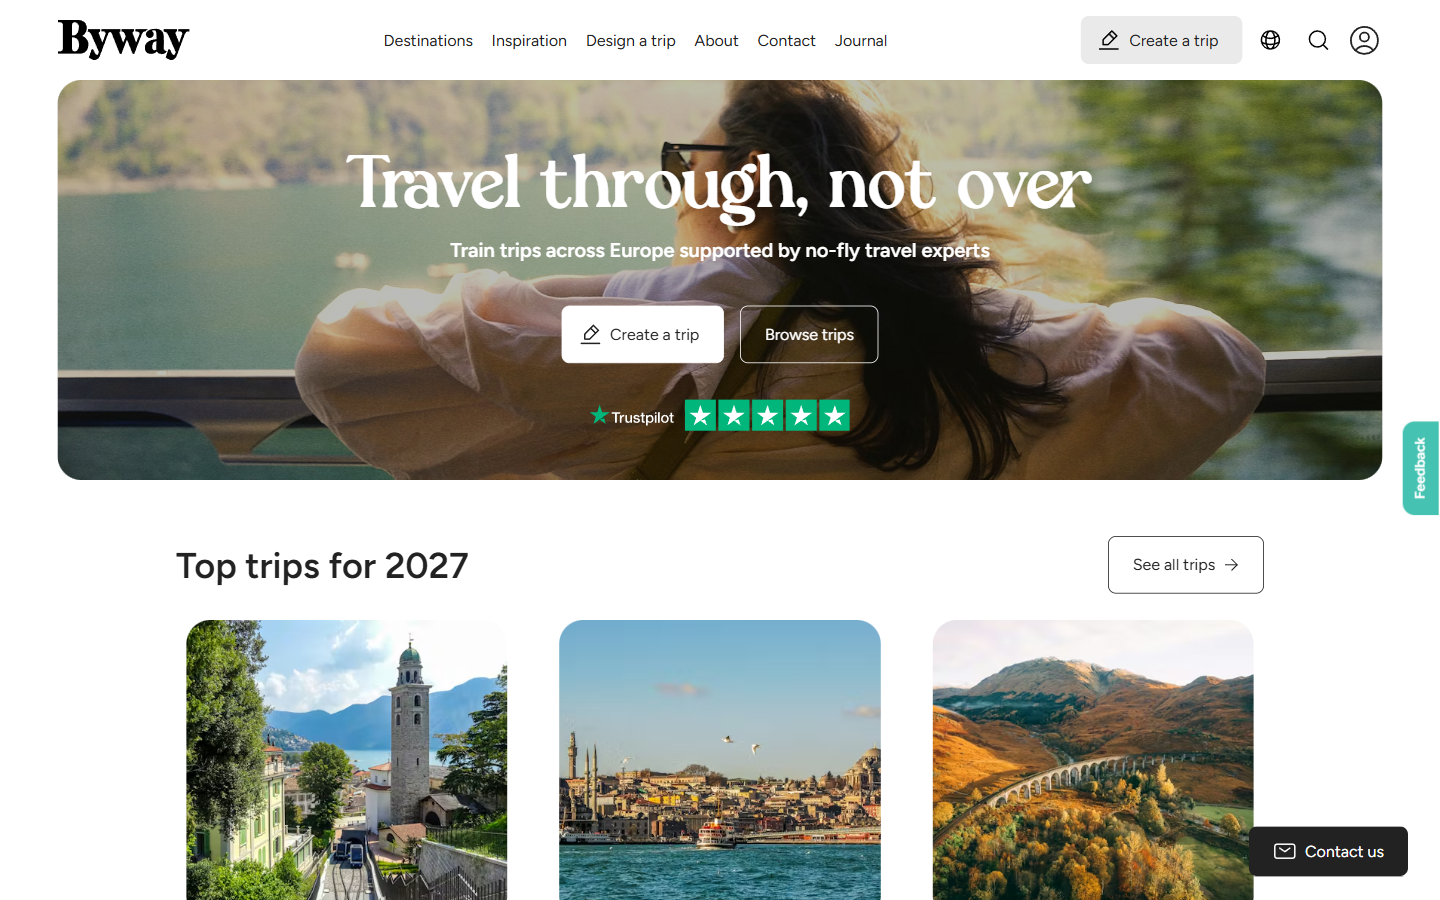 Byway
Destinations
Inspiration
Design a trip
About
Contact
Journal
Create a trip
Travel through, not over
Train trips across Europe supported by no-fly travel experts
Create a trip
Browse trips
Trustpilot
Feedback
Top trips for 2027
See all trips
Contact us